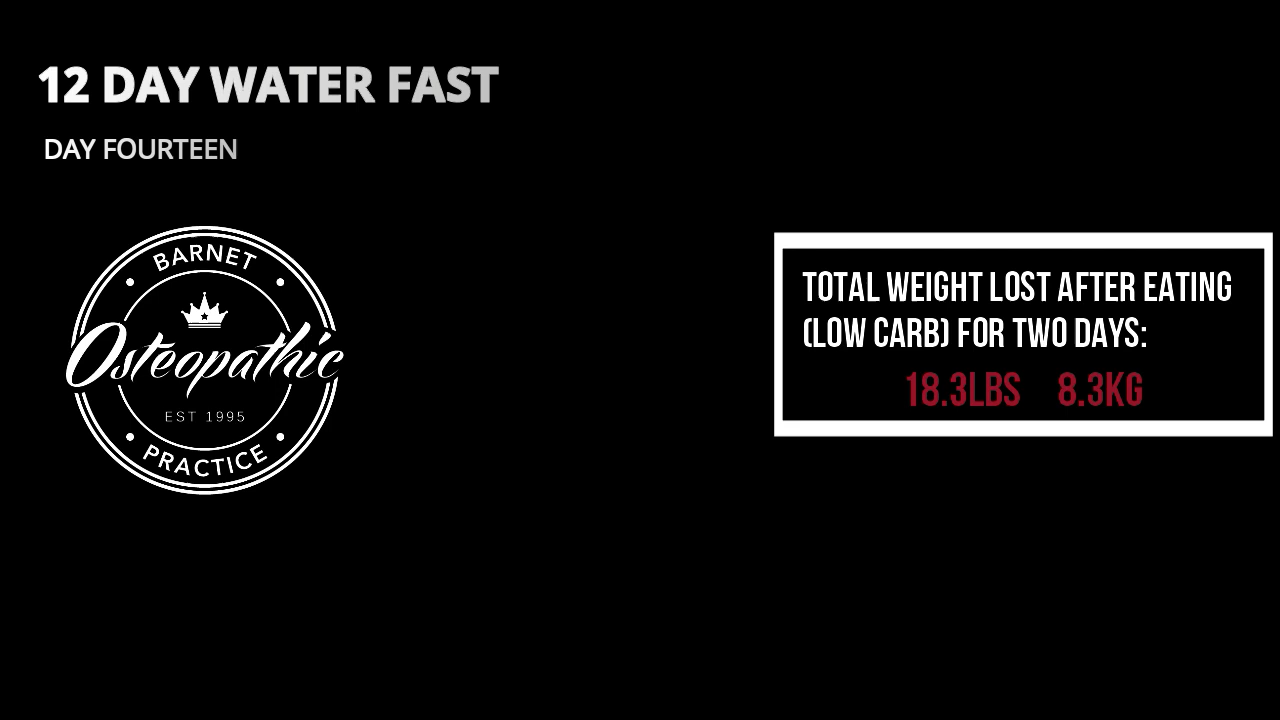 12 DAY WATER FAST
DAY FOURTEEN
BARNET
Osteopathic
EST 1995
PRACTICE
TOTAL WEIGHT LOST AFTER EATING
(LOW CARB) FOR TWO DAYS:
18.3LBS 8.3KG